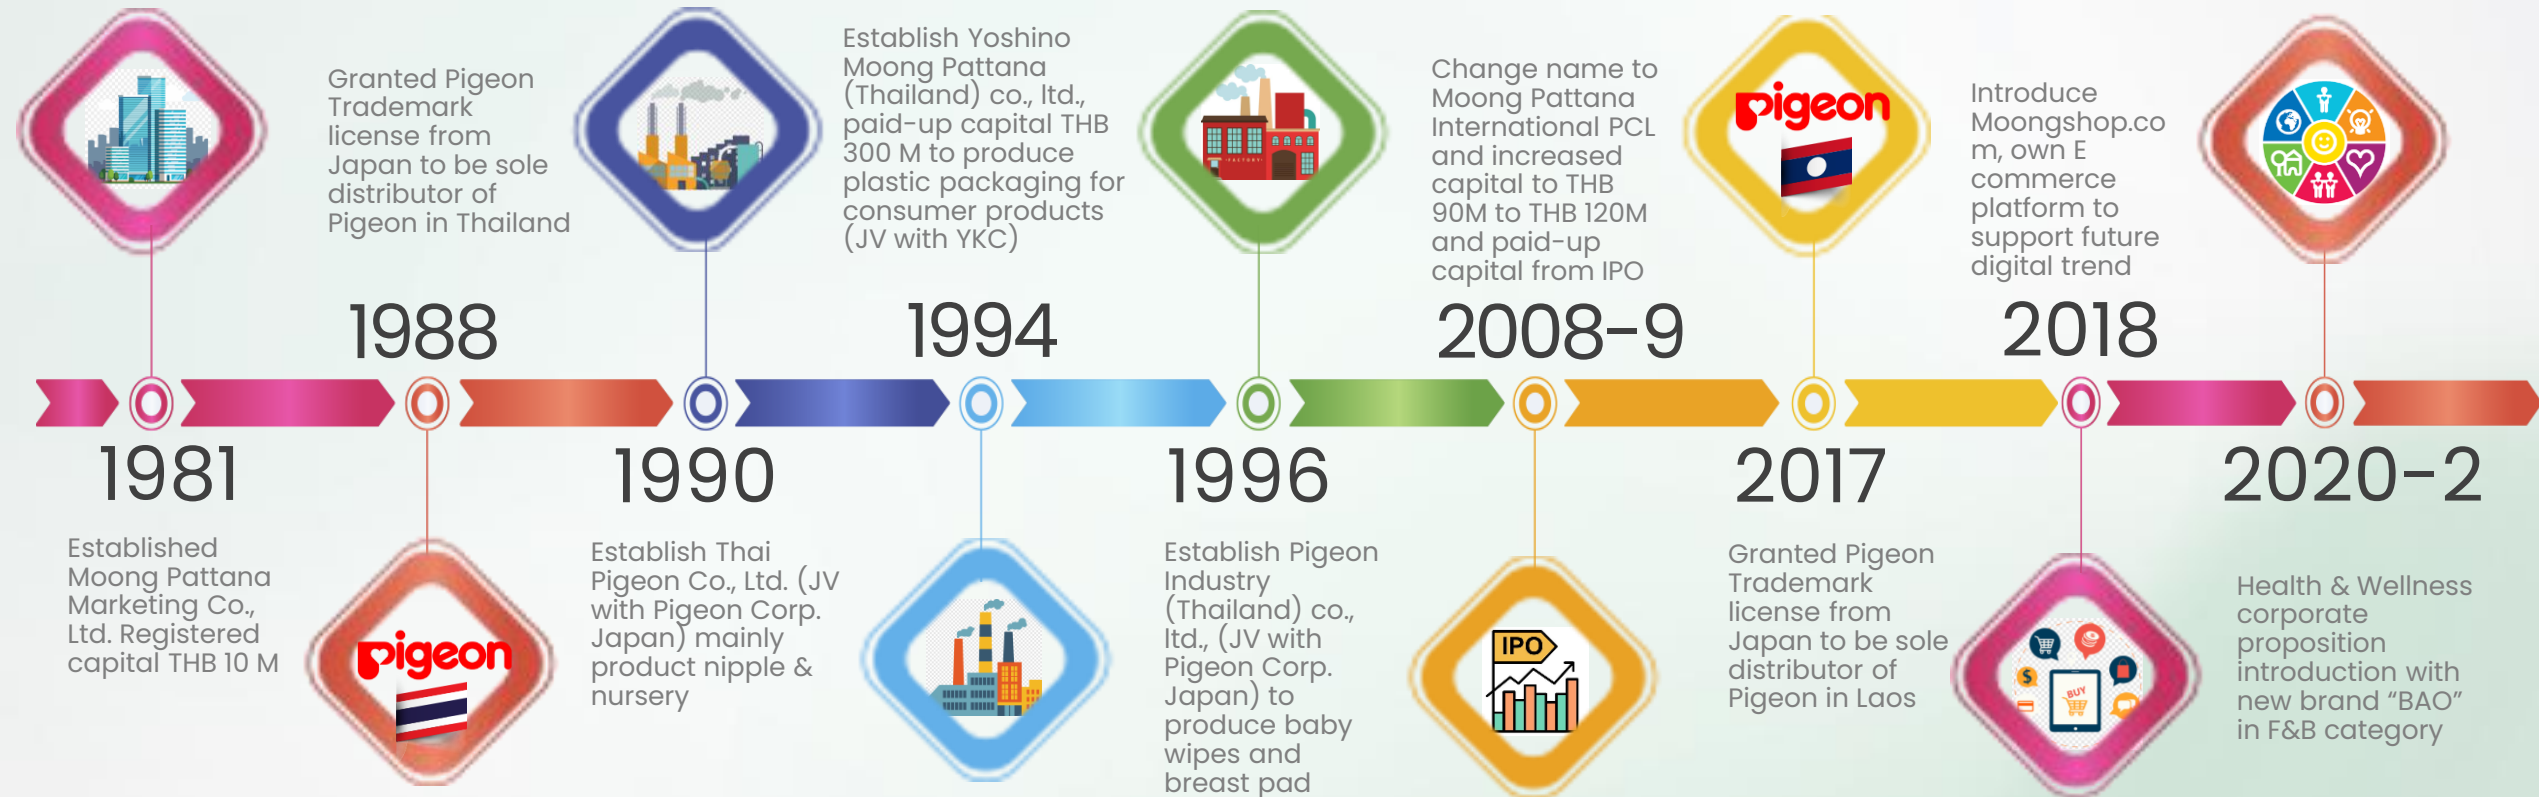 1981
Established
Moong Pattana
Marketing Co.,
Ltd. Registered
capital THB 10 M
Granted Pigeon
Trademark
license from
Japan to be sole
distributor of
Pigeon in Thailand
1988
pigeon
1990
Establish Thai
Pigeon Co., Ltd. (JV
with Pigeon Corp.
Japan) mainly
product nipple &
nursery
Establish Yoshino
Moong Pattana
(Thailand) co., ltd.,
paid-up capital THB
300 M to produce
plastic packaging for
consumer products
(JV with YKC)
1994
FACTORY
1996
Establish Pigeon
Industry
(Thailand) co.,
ltd., (JV with
Pigeon Corp.
Japan) to
produce baby
wipes and
breast pad
Change name to
Moong Pattana
International PCL
and increased
capital to THB
90M to THB 120M
and paid-up
capital from IPO
2008-9
IPO
pigeon
2017
Granted Pigeon
Trademark
license from
Japan to be sole
distributor of
Pigeon in Laos
Introduce
Moongshop.co
m, own E
commerce
platform to
support future
digital trend
2018
$
BUY
2020-2
Health & Wellness
corporate
proposition
introduction with
new brand “BAO”
in F&B category